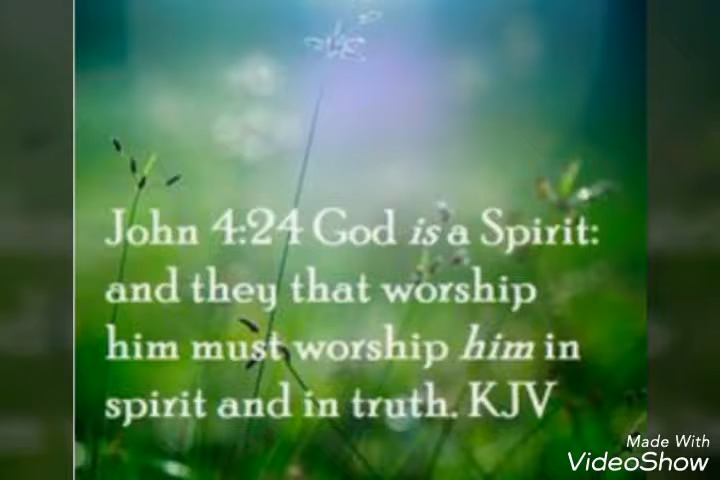 John 4:24 God is a Spirit:
and they that worship
him must worship him in
spirit and in truth. KJV
Made With
VideoShow